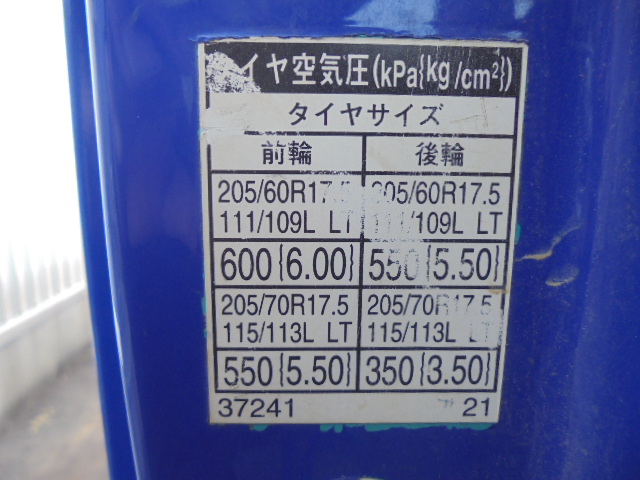 イヤ空気圧(kPa{kg/cm²})
タイヤサイズ
前輪 後輪
205/60R17.5 205/60R17.5
111/109L LT 111/109L LT
600{6.00} 550{5.50}
205/70R17.5 205/70R17.5
115/113L LT 115/113L LT
550{5.50} 350{3.50}
37241 21